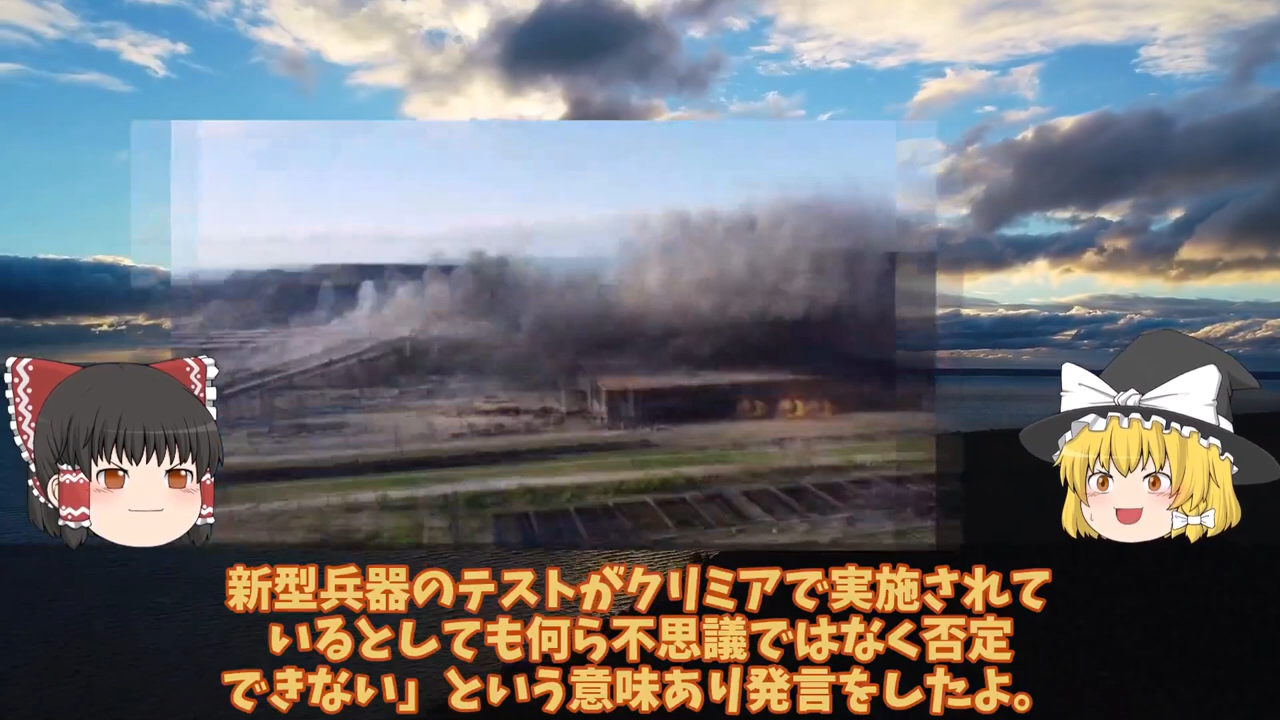 新型兵器のテストがクリミアで実施されて
いるとしても何ら不思議ではなく否定
できない」という意味あり発言をしたよ。